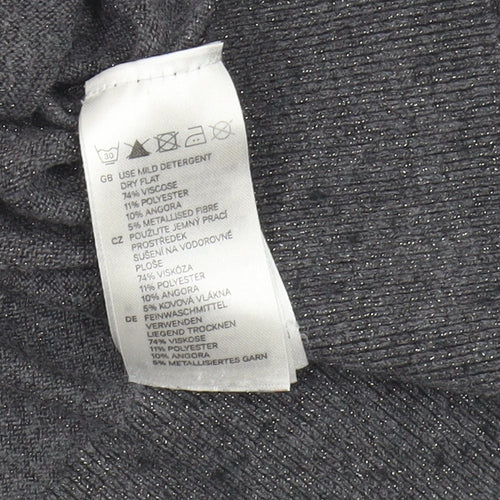 30
GB USE MILD DETERGENT
DRY FLAT
74% VISCOSE
11% POLYESTER
10% ANGORA
5% METALLISED FIBRE
CZ POUŽIJTE JEMNÝ PRACÍ
PROSTŘEDEK
SUŠENÍ NA VODOROVNÉ
PLOŠE
74% VISKÓZA
11% POLYESTER
10% ANGORA
5% KOVOVÁ VLÁKNA
DE FEINWASCHMITTEL
VERWENDEN
LIEGEND TROCKNEN
74% VISKOSE
11% POLYESTER
10% ANGORA
5% METALLISIERTES GARN